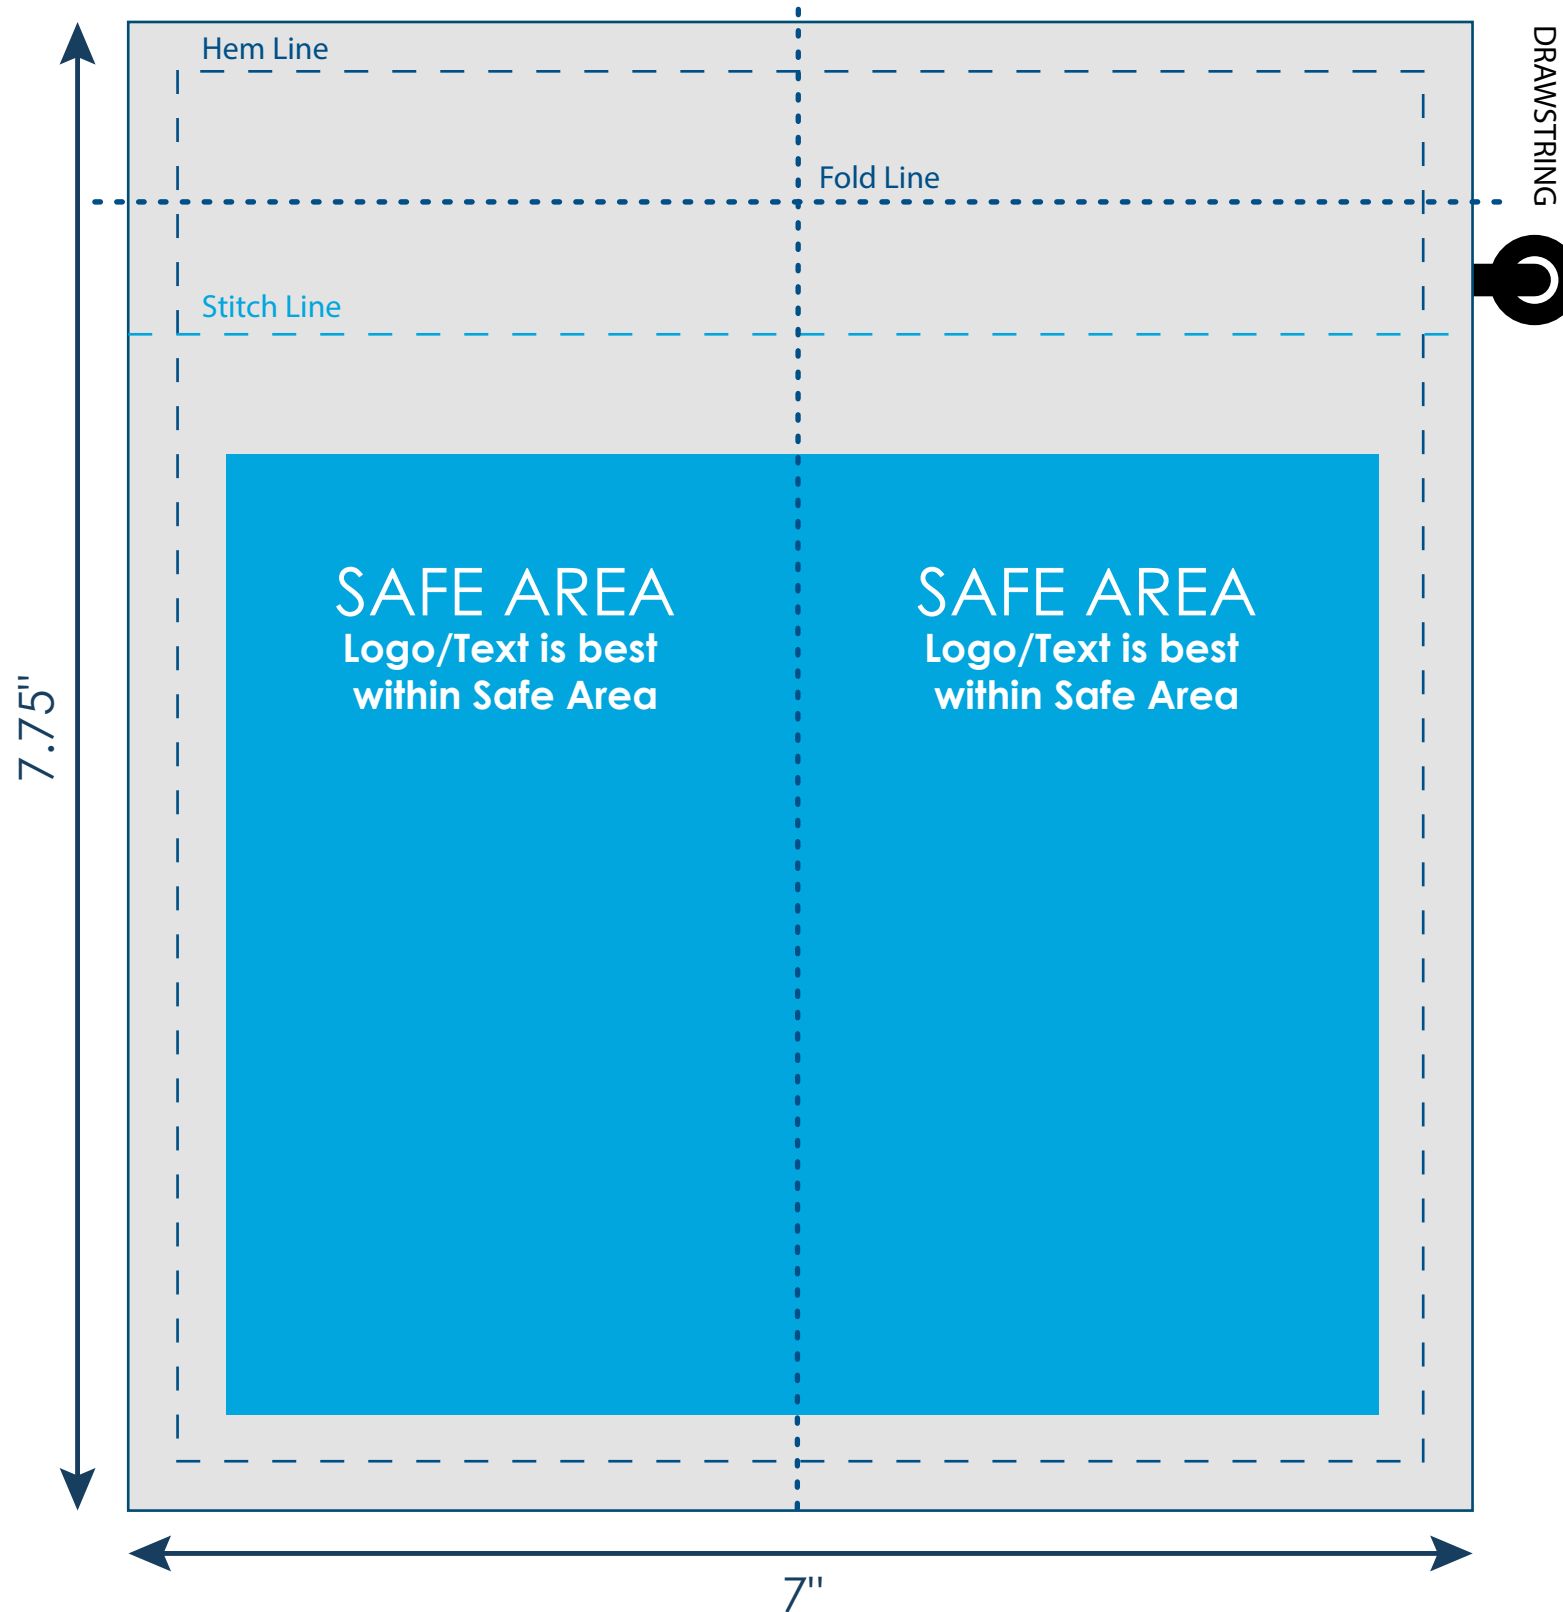 Hem Line
DRAWSTRING
Fold Line
Stitch Line
SAFE AREA
Logo/Text is best
within Safe Area
SAFE AREA
Logo/Text is best
within Safe Area
7.75"
7"